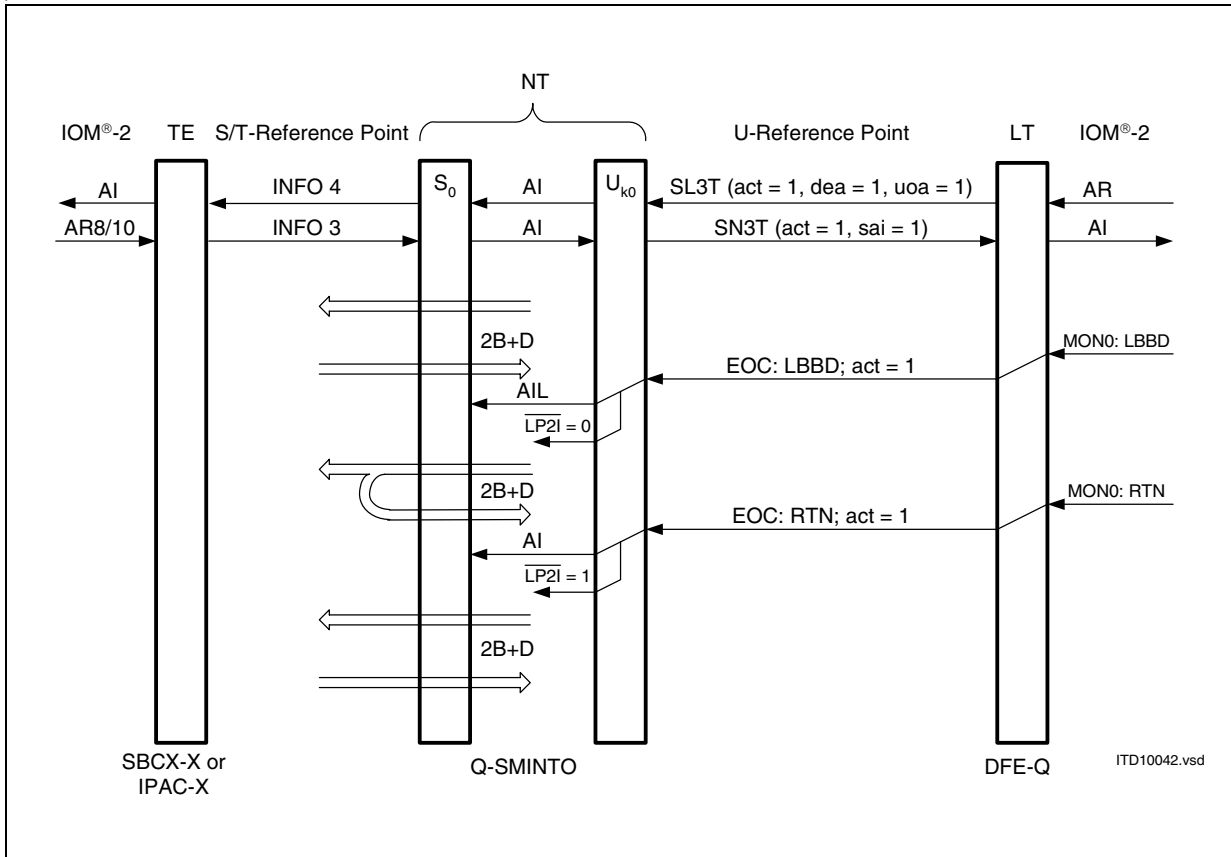 NT
IOM®-2 TE S/T-Reference Point U-Reference Point LT IOM®-2
S0 Uk0
AI INFO 4 AI SL3T (act = 1, dea = 1, uoa = 1) AR
AR8/10 INFO 3 AI SN3T (act = 1, sai = 1) AI
2B+D MON0: LBBD
EOC: LBBD; act = 1
AIL
LP2I = 0
2B+D MON0: RTN
EOC: RTN; act = 1
AI
LP2I = 1
2B+D
SBCX-X or
IPAC-X
Q-SMINTO DFE-Q ITD10042.vsd